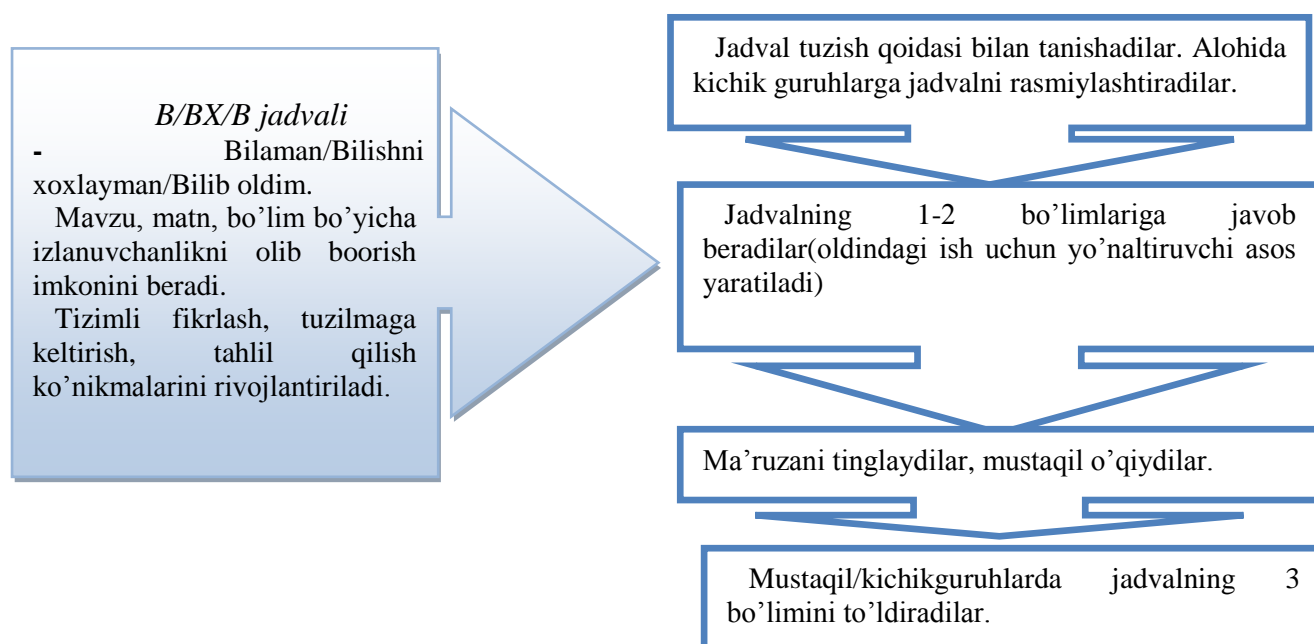 B/BX/B jadvali
- Bilaman/Bilishni
xoxlayman/Bilib oldim.
Mavzu, matn, bo’lim bo’yicha
izlanuvchanlikni olib boorish
imkonini beradi.
Tizimli fikrlash, tuzilmaga
keltirish, tahlil qilish
ko’nikmalarini rivojlantiriladi.
Jadval tuzish qoidasi bilan tanishadilar. Alohida
kichik guruhlarga jadvalni rasmiylashtiradilar.
Jadvalning 1-2 bo’limlariga javob
beradilar(oldindagi ish uchun yo’naltiruvchi asos
yaratiladi)
Ma’ruzani tinglaydilar, mustaqil o’qiydilar.
Mustaqil/kichikguruhlarda jadvalning 3
bo’limini to’ldiradilar.